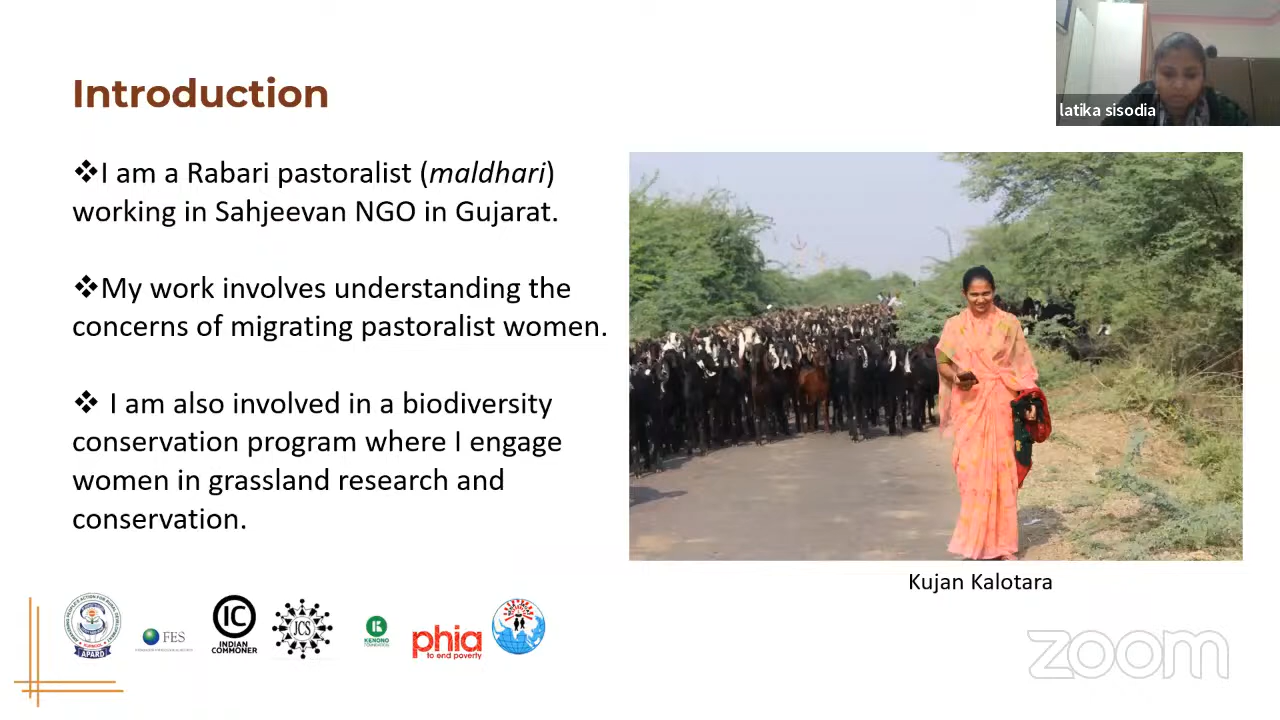 Introduction
latika sisodia
❖I am a Rabari pastoralist (maldhari)
working in Sahjeevan NGO in Gujarat.
❖My work involves understanding the
concerns of migrating pastoralist women.
❖ I am also involved in a biodiversity
conservation program where I engage
women in grassland research and
conservation.
Kujan Kalotara
APARD
FES
IC
INDIAN
COMMONER
JCS
KENONO
FOUNDATION
phia
to end poverty
zoom